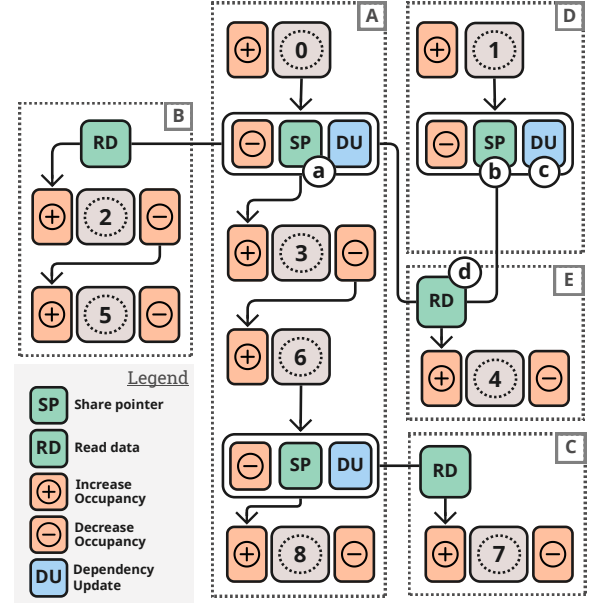 A
D
+
0
+
1
B
RD
−
SP
DU
−
SP
DU
a
b
c
+
2
−
+
3
−
d
E
RD
+
5
−
+
6
+
4
−
Legend
SP
Share pointer
RD
Read data
+
Increase
Occupancy
−
Decrease
Occupancy
DU
Dependency
Update
−
SP
DU
C
RD
+
8
−
+
7
−